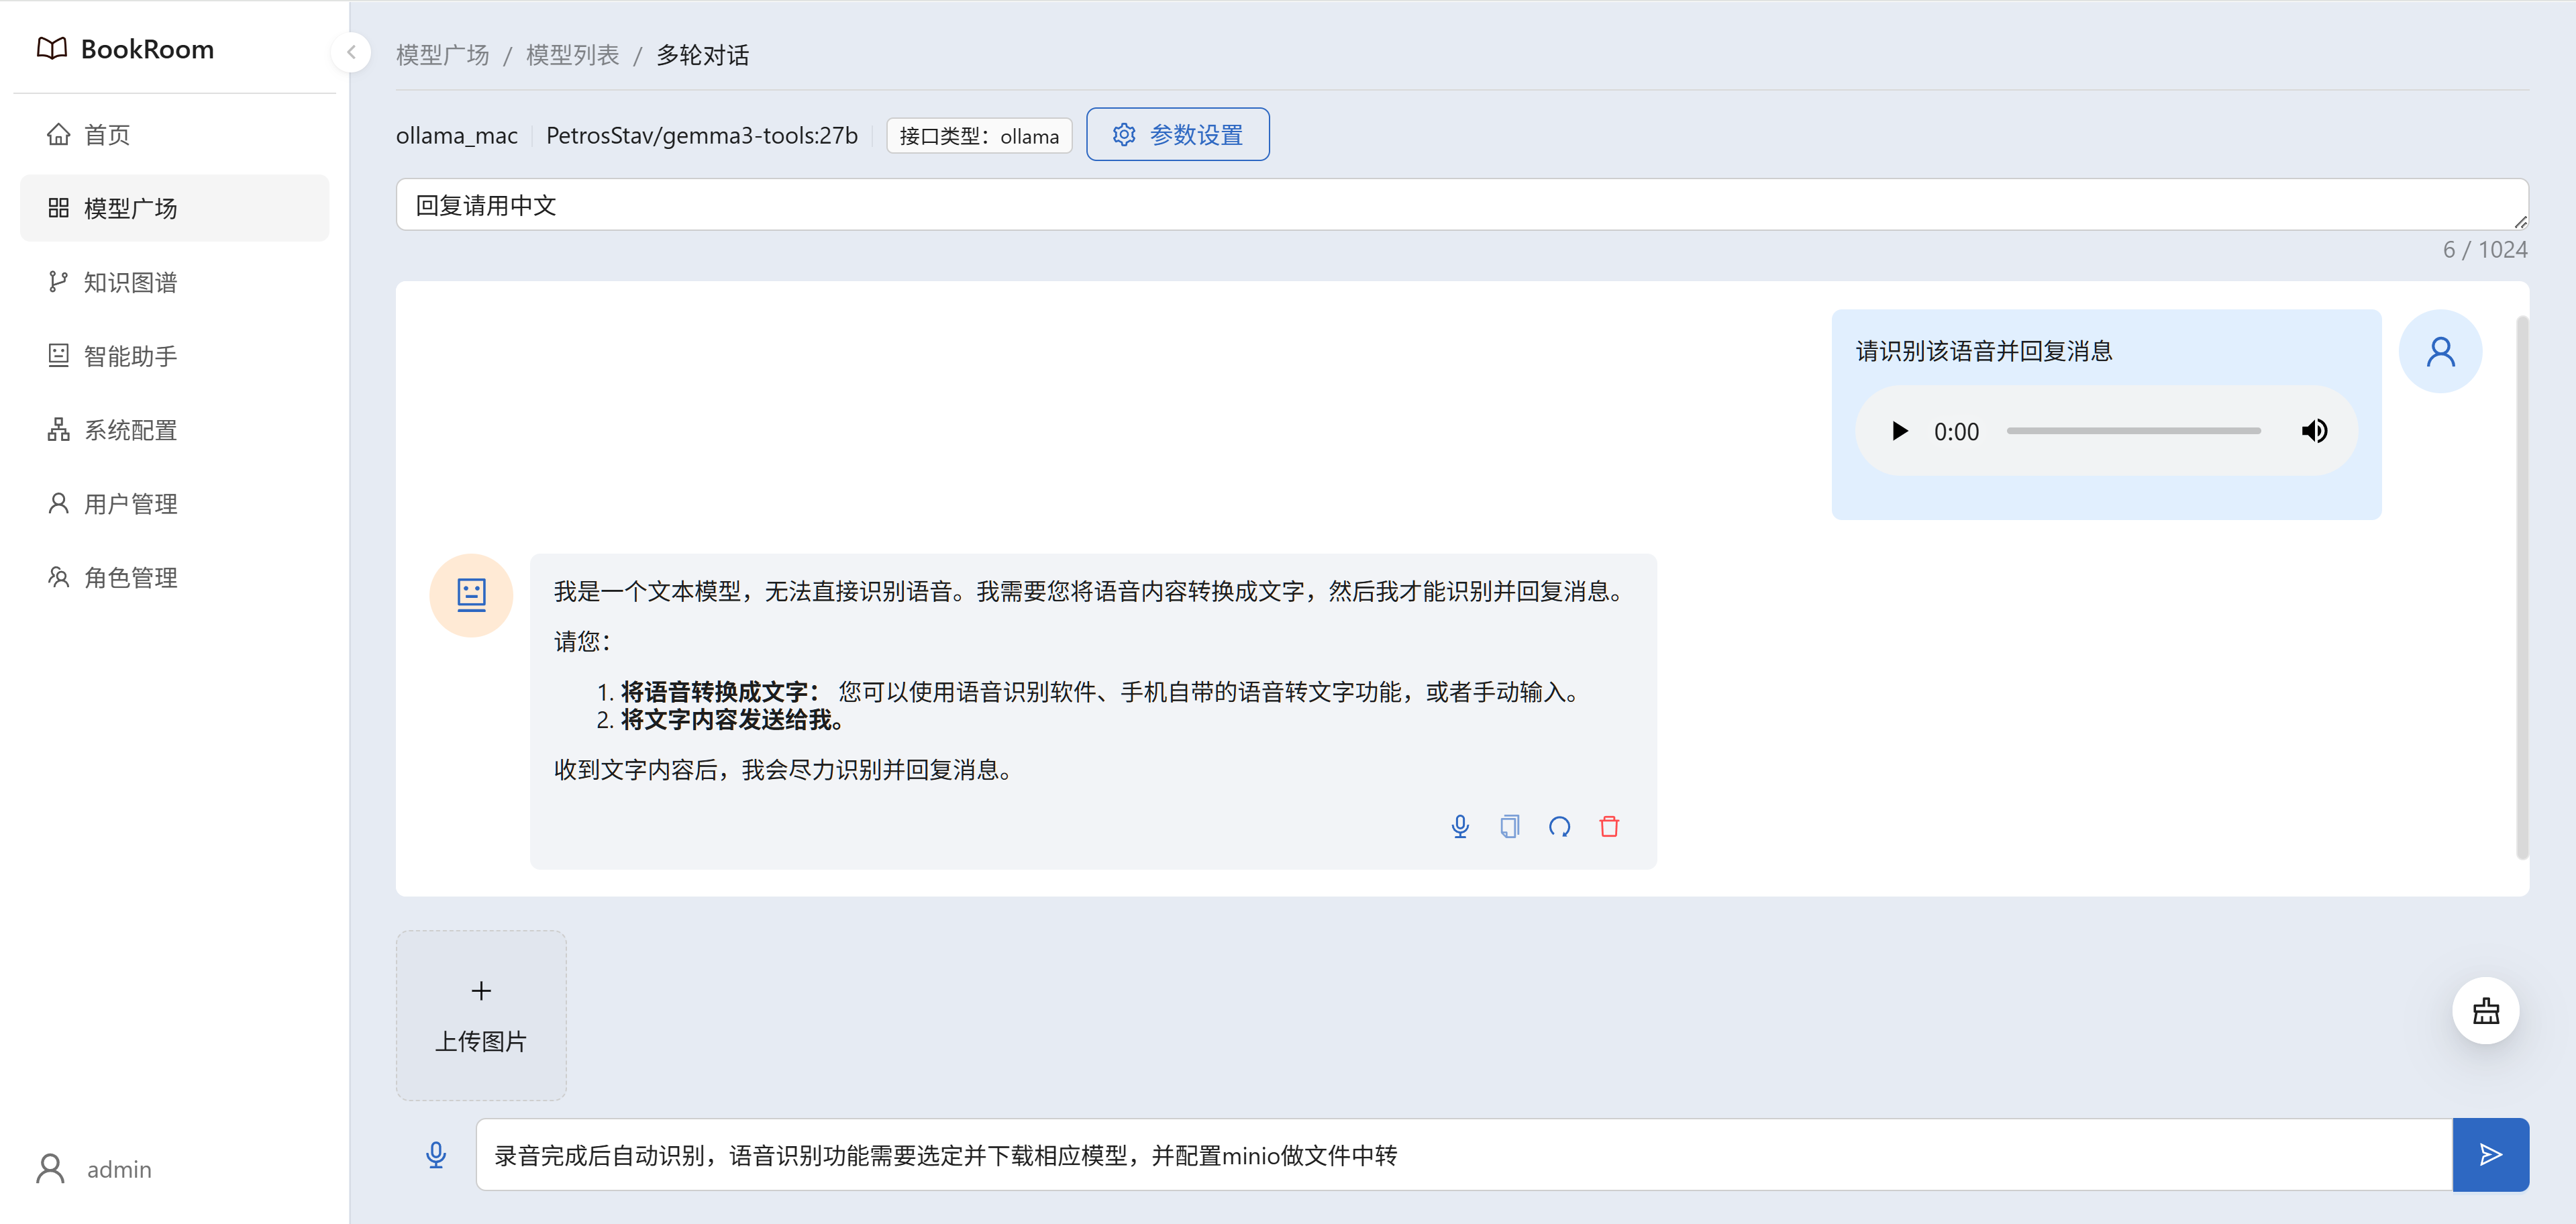 BookRoom
首页
模型广场
知识图谱
智能助手
系统配置
用户管理
角色管理
admin
模型广场 / 模型列表 / 多轮对话
ollama_mac PetrosStav/gemma3-tools:27b 接口类型：ollama 参数设置
回复请用中文
6 / 1024
请识别该语音并回复消息
0:00
我是一个文本模型，无法直接识别语音。我需要您将语音内容转换成文字，然后我才能识别并回复消息。
请您：
1. 将语音转换成文字： 您可以使用语音识别软件、手机自带的语音转文字功能，或者手动输入。
2. 将文字内容发送给我。
收到文字内容后，我会尽力识别并回复消息。
上传图片
录音完成后自动识别，语音识别功能需要选定并下载相应模型，并配置minio做文件中转